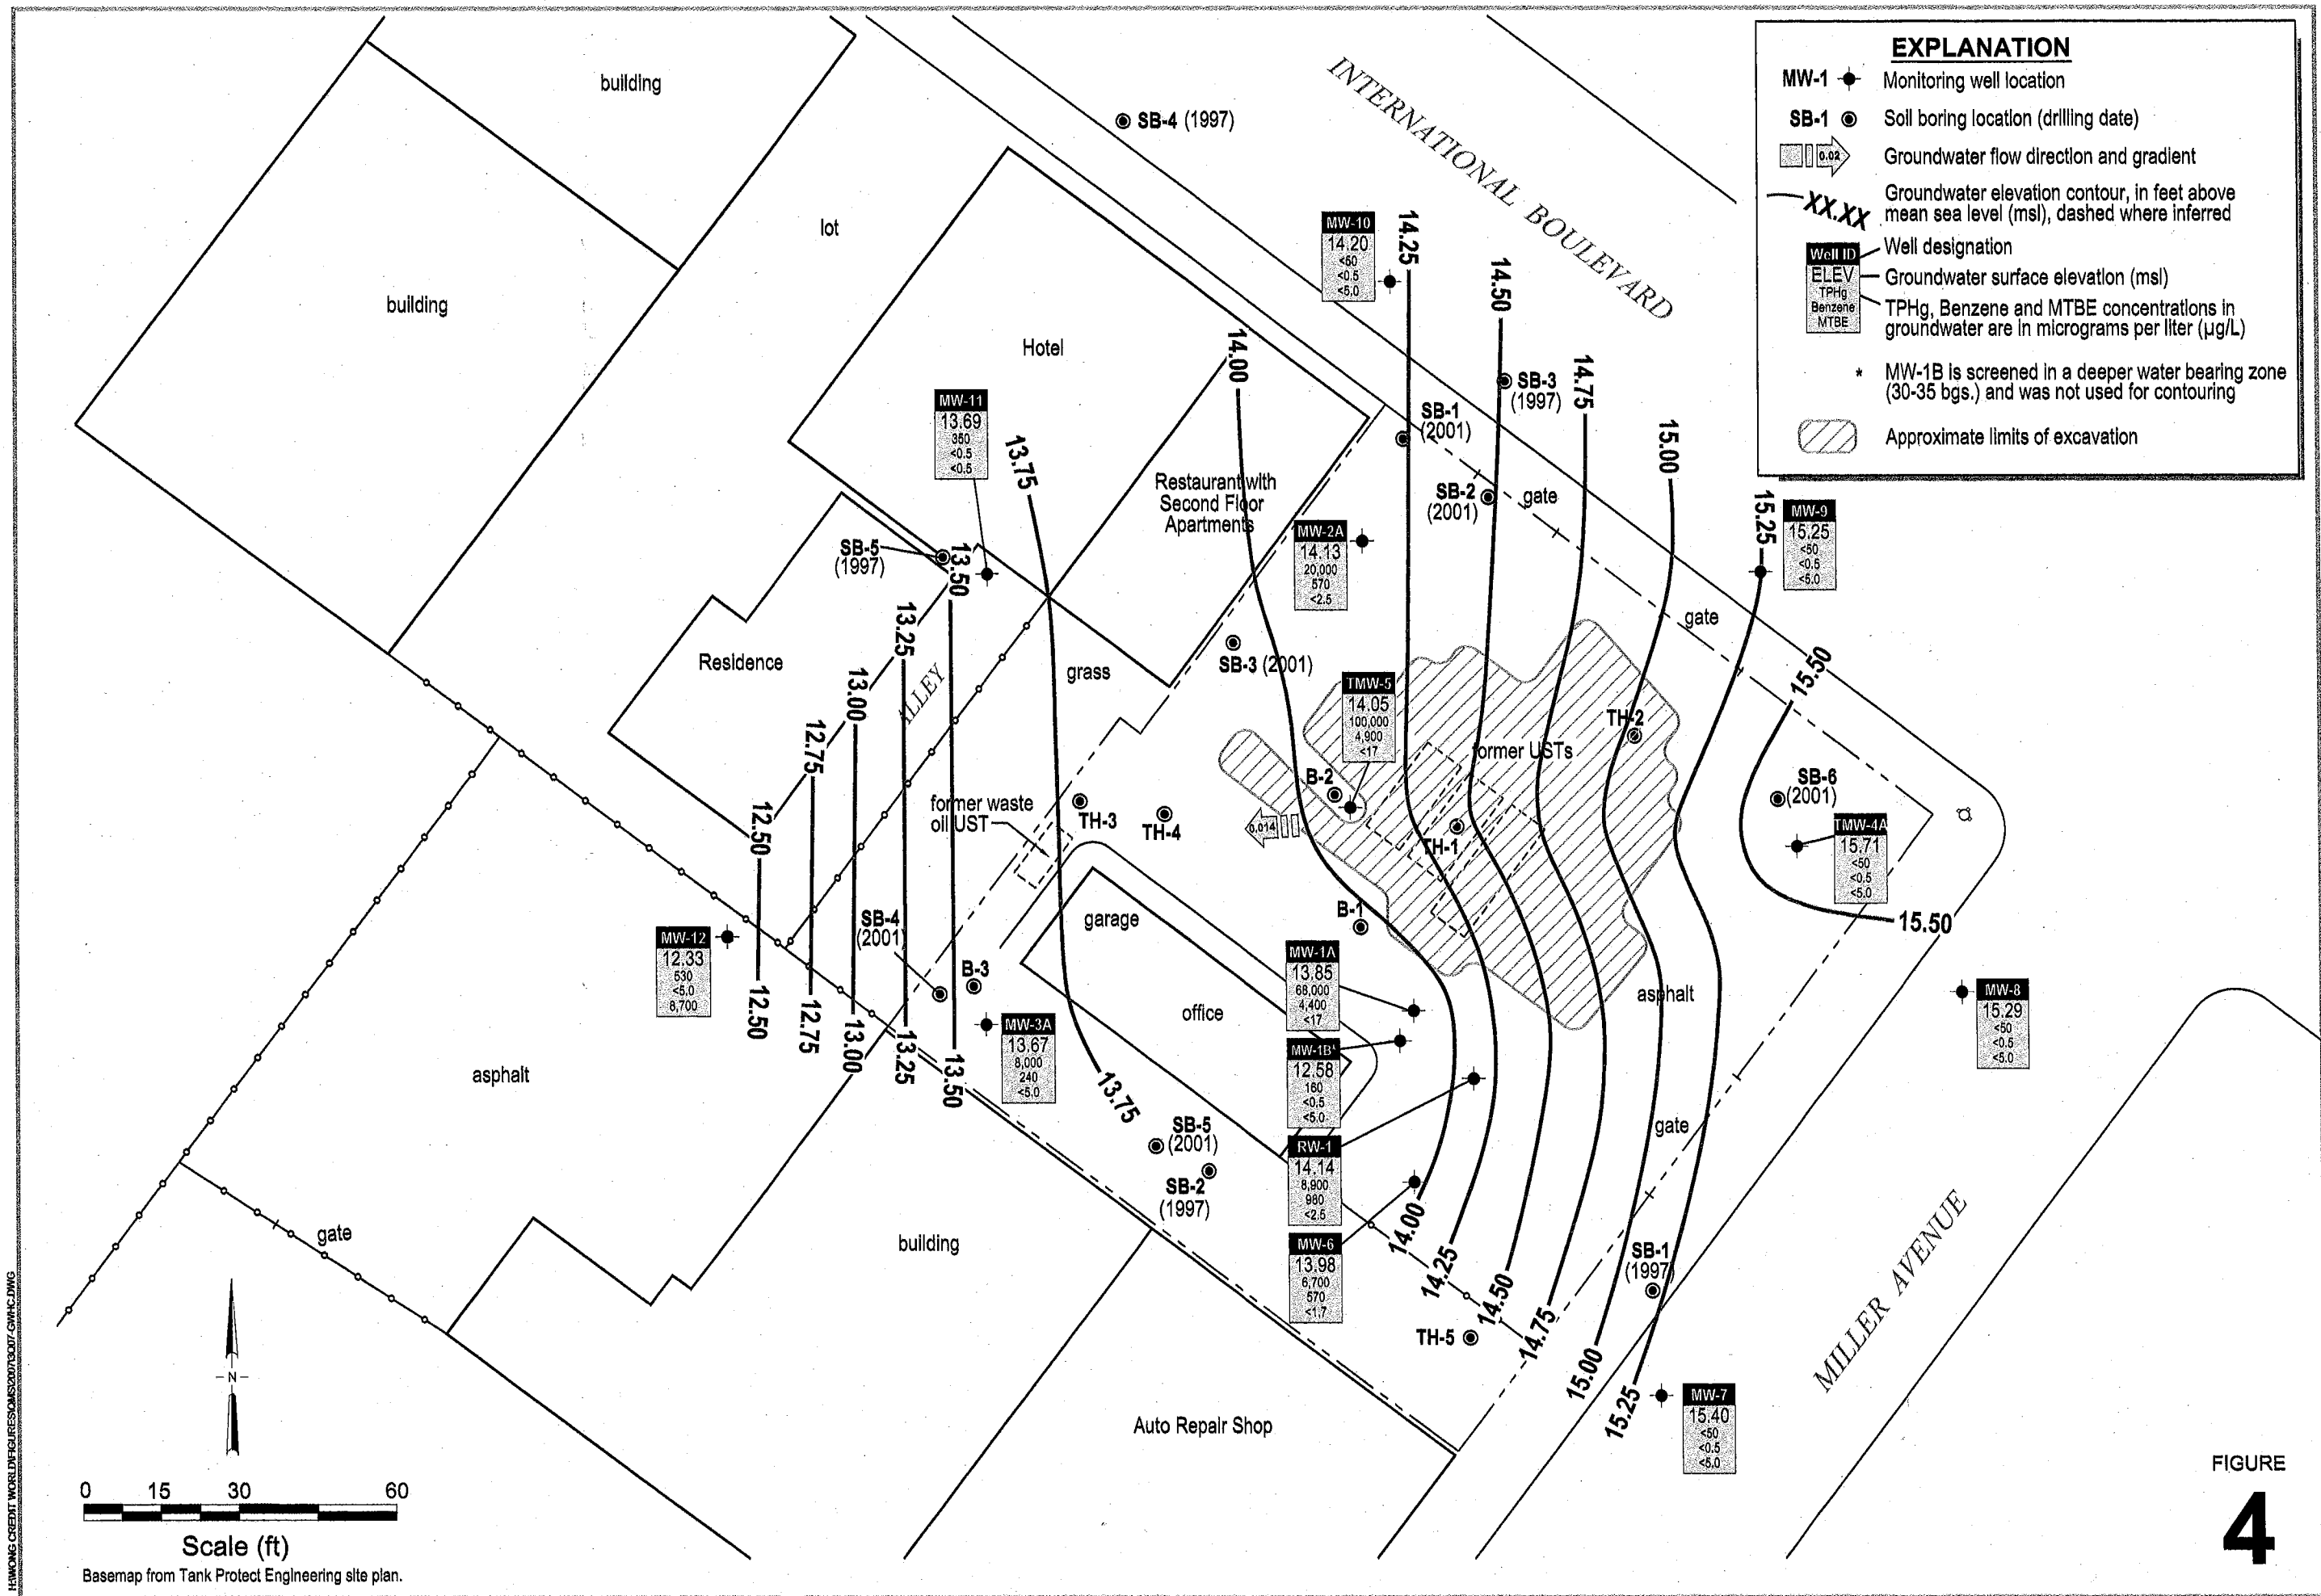 EXPLANATION
MW-1 Monitoring well location
SB-1 Soil boring location (drilling date)
0.02 Groundwater flow direction and gradient
XX.XX Groundwater elevation contour, in feet above
mean sea level (msl), dashed where inferred
Well ID Well designation
ELEV Groundwater surface elevation (msl)
TPHg
Benzene
MTBE
TPHg, Benzene and MTBE concentrations in
groundwater are in micrograms per liter (µg/L)
* MW-1B is screened in a deeper water bearing zone
(30-35 bgs.) and was not used for contouring
Approximate limits of excavation
building
SB-4 (1997)
INTERNATIONAL BOULEVARD
lot
building
Hotel
MW-10
14.20
<50
<0.5
<5.0
14.25
14.50
14.75
15.00
15.25
14.00
SB-3
(1997)
SB-1
(2001)
SB-2
(2001)
gate
MW-11
13.69
350
<0.5
<0.5
13.75
Restaurant with
Second Floor
Apartments
MW-2A
14.13
20,000
570
<2.5
MW-9
15.25
<50
<0.5
<5.0
SB-5
(1997)
13.50
13.25
13.00
12.75
12.50
Residence
ALLEY
grass
SB-3 (2001)
gate
15.50
TMW-5
14.05
100,000
4,900
<17
TH-2
former USTs
B-2
TH-1
0.014
SB-6
(2001)
TMW-4A
15.71
<50
<0.5
<5.0
15.50
former waste
oil UST
TH-3
TH-4
garage
B-1
SB-4
(2001)
B-3
MW-12
12.33
530
<5.0
8,700
12.50
12.75
13.00
13.25
13.50
MW-3A
13.67
8,000
240
<5.0
13.75
office
MW-1A
13.85
68,000
4,400
<17
MW-1B*
12.58
160
<0.5
<5.0
RW-1
14.14
8,900
980
<2.5
MW-6
13.98
6,700
570
<1.7
asphalt
MW-8
15.29
<50
<0.5
<5.0
asphalt
gate
SB-5
(2001)
SB-2
(1997)
14.00
14.25
14.50
14.75
15.00
15.25
SB-1
(1997)
TH-5
MW-7
15.40
<50
<0.5
<5.0
MILLER AVENUE
gate
building
Auto Repair Shop
N
0 15 30 60
Scale (ft)
Basemap from Tank Protect Engineering site plan.
FIGURE
4